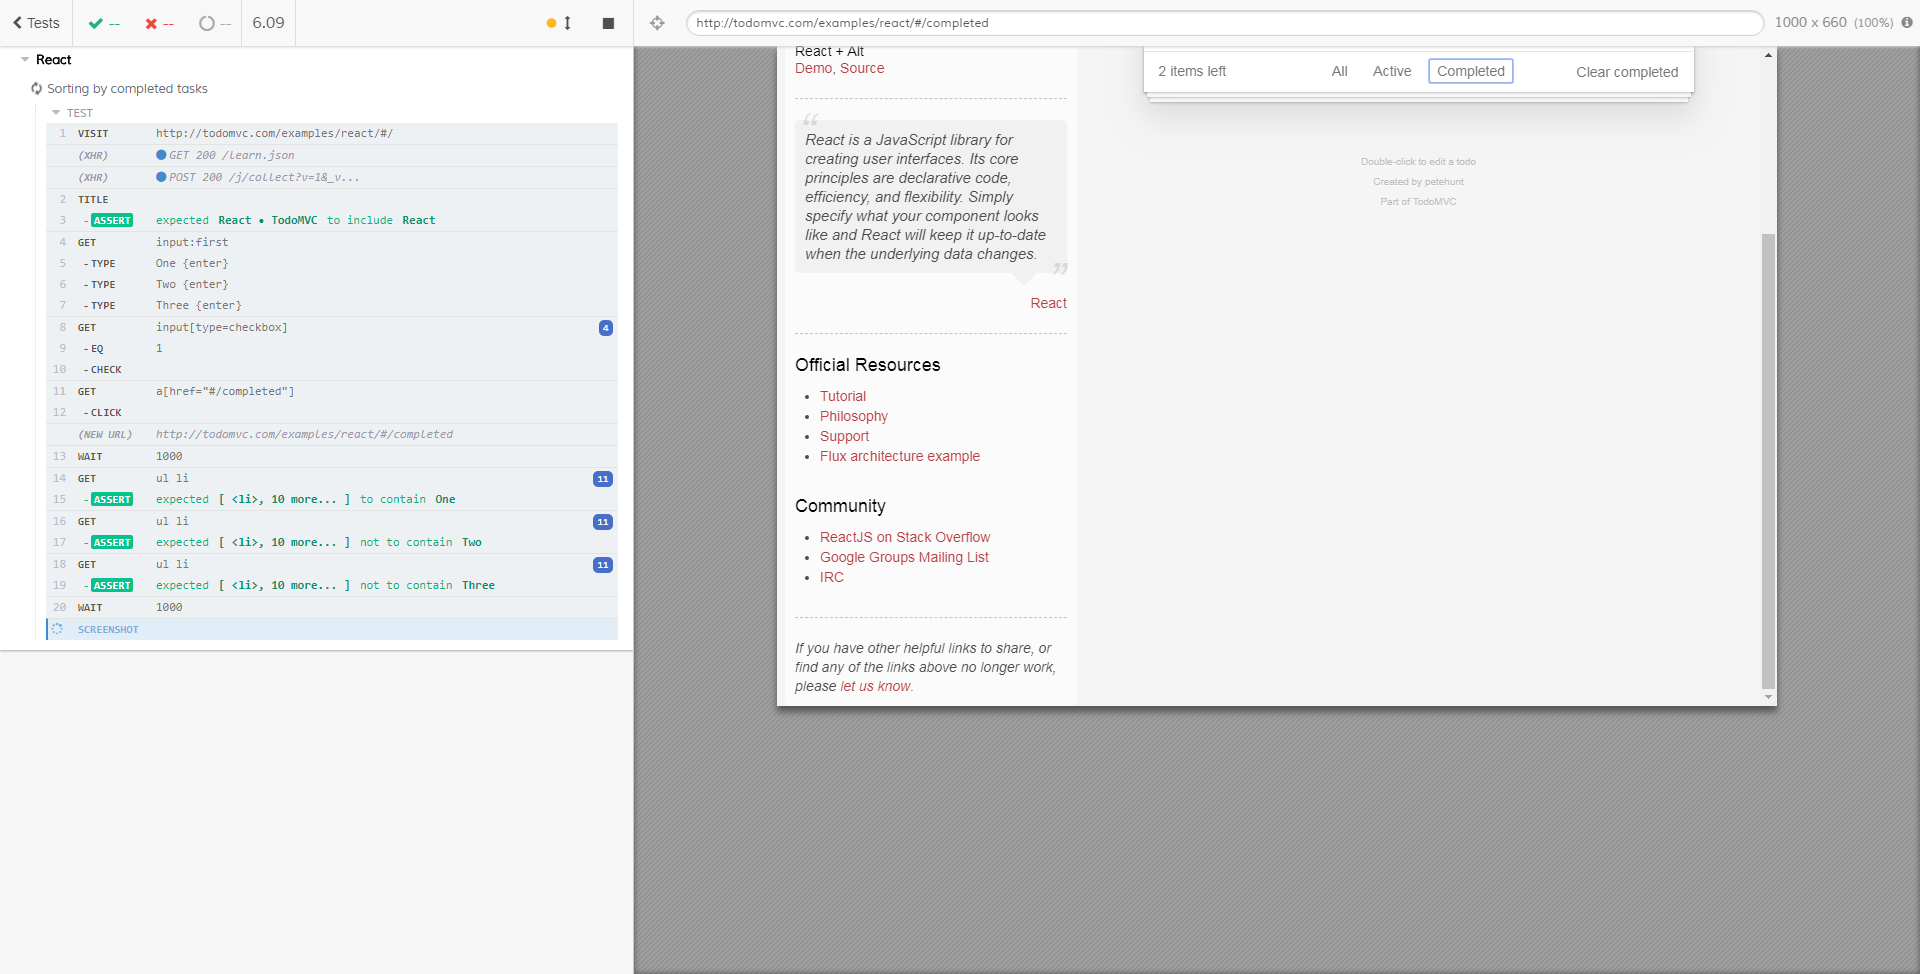 Tests -- -- -- 6.09
http://todomvc.com/examples/react/#/completed
1000 x 660 (100%)
React
Sorting by completed tasks
TEST
1 VISIT http://todomvc.com/examples/react/#/
(XHR) GET 200 /learn.json
(XHR) POST 200 /j/collect?v=1&_v...
2 TITLE
3 - ASSERT expected React • TodoMVC to include React
4 GET input:first
5 - TYPE One {enter}
6 - TYPE Two {enter}
7 - TYPE Three {enter}
8 GET input[type=checkbox] 4
9 - EQ 1
10 - CHECK
11 GET a[href="#/completed"]
12 - CLICK
(NEW URL) http://todomvc.com/examples/react/#/completed
13 WAIT 1000
14 GET ul li 11
15 - ASSERT expected [ <li>, 10 more... ] to contain One
16 GET ul li 11
17 - ASSERT expected [ <li>, 10 more... ] not to contain Two
18 GET ul li 11
19 - ASSERT expected [ <li>, 10 more... ] not to contain Three
20 WAIT 1000
SCREENSHOT
React + Alt
Demo, Source
“
React is a JavaScript library for
creating user interfaces. Its core
principles are declarative code,
efficiency, and flexibility. Simply
specify what your component looks
like and React will keep it up-to-date
when the underlying data changes.
”
React
Official Resources
• Tutorial
• Philosophy
• Support
• Flux architecture example
Community
• ReactJS on Stack Overflow
• Google Groups Mailing List
• IRC
If you have other helpful links to share, or
find any of the links above no longer work,
please let us know.
2 items left All Active Completed Clear completed
Double-click to edit a todo
Created by petehunt
Part of TodoMVC